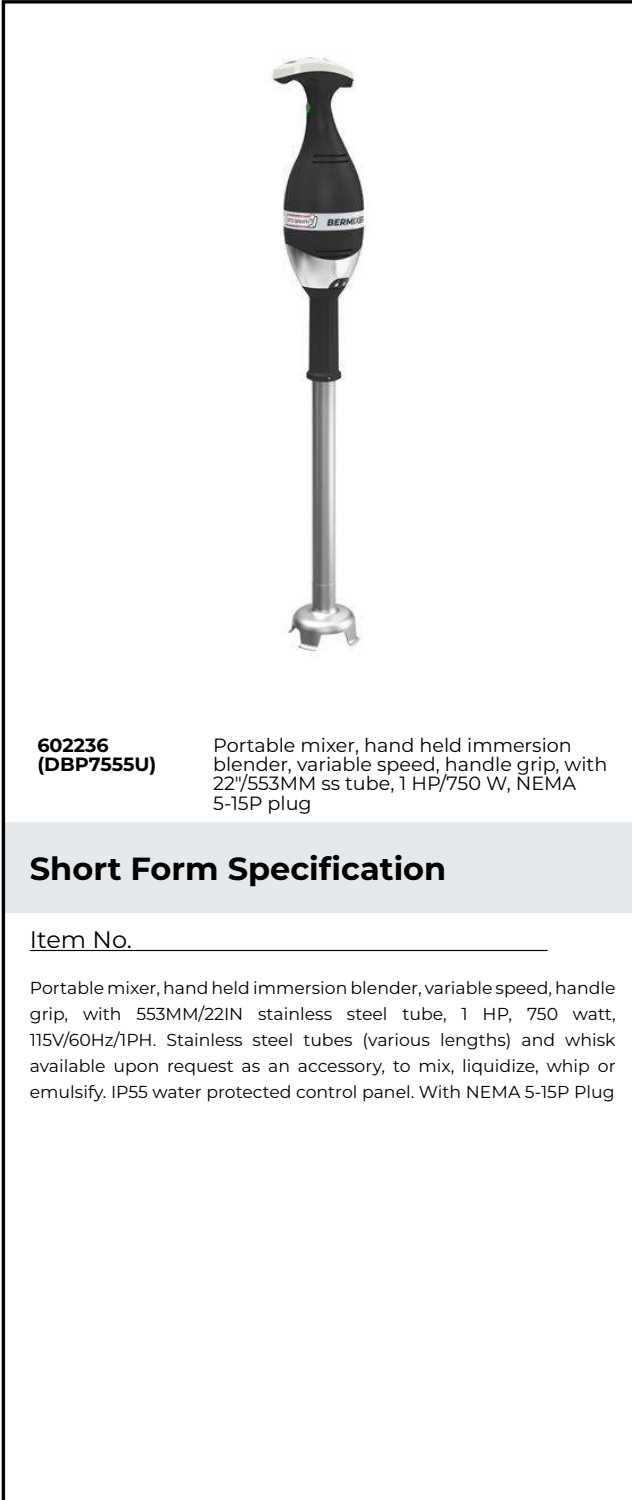 BERMIXER
602236
(DBP7555U)
Portable mixer, hand held immersion
blender, variable speed, handle grip, with
22"/553MM ss tube, 1 HP/750 W, NEMA
5-15P plug
Short Form Specification
Item No.
Portable mixer, hand held immersion blender, variable speed, handle
grip, with 553MM/22IN stainless steel tube, 1 HP, 750 watt,
115V/60Hz/1PH. Stainless steel tubes (various lengths) and whisk
available upon request as an accessory, to mix, liquidize, whip or
emulsify. IP55 water protected control panel. With NEMA 5-15P Plug